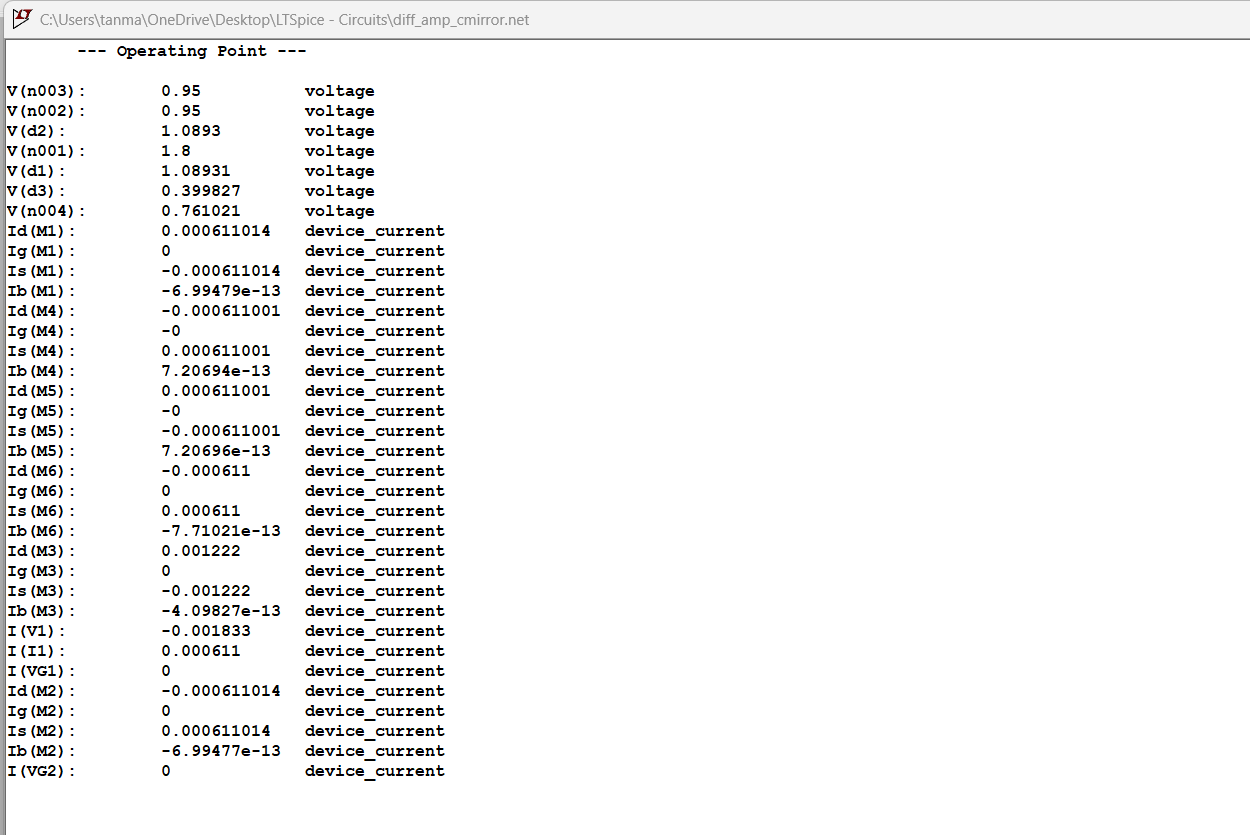 C:\Users\tanma\OneDrive\Desktop\LTSpice - Circuits\diff_amp_cmirror.net
--- Operating Point ---
V(n003): 0.95 voltage
V(n002): 0.95 voltage
V(d2): 1.0893 voltage
V(n001): 1.8 voltage
V(d1): 1.08931 voltage
V(d3): 0.399827 voltage
V(n004): 0.761021 voltage
Id(M1): 0.000611014 device_current
Ig(M1): 0 device_current
Is(M1): -0.000611014 device_current
Ib(M1): -6.99479e-13 device_current
Id(M4): -0.000611001 device_current
Ig(M4): -0 device_current
Is(M4): 0.000611001 device_current
Ib(M4): 7.20694e-13 device_current
Id(M5): 0.000611001 device_current
Ig(M5): -0 device_current
Is(M5): -0.000611001 device_current
Ib(M5): 7.20696e-13 device_current
Id(M6): -0.000611 device_current
Ig(M6): 0 device_current
Is(M6): 0.000611 device_current
Ib(M6): -7.71021e-13 device_current
Id(M3): 0.001222 device_current
Ig(M3): 0 device_current
Is(M3): -0.001222 device_current
Ib(M3): -4.09827e-13 device_current
I(V1): -0.001833 device_current
I(I1): 0.000611 device_current
I(VG1): 0 device_current
Id(M2): -0.000611014 device_current
Ig(M2): 0 device_current
Is(M2): 0.000611014 device_current
Ib(M2): -6.99477e-13 device_current
I(VG2): 0 device_current